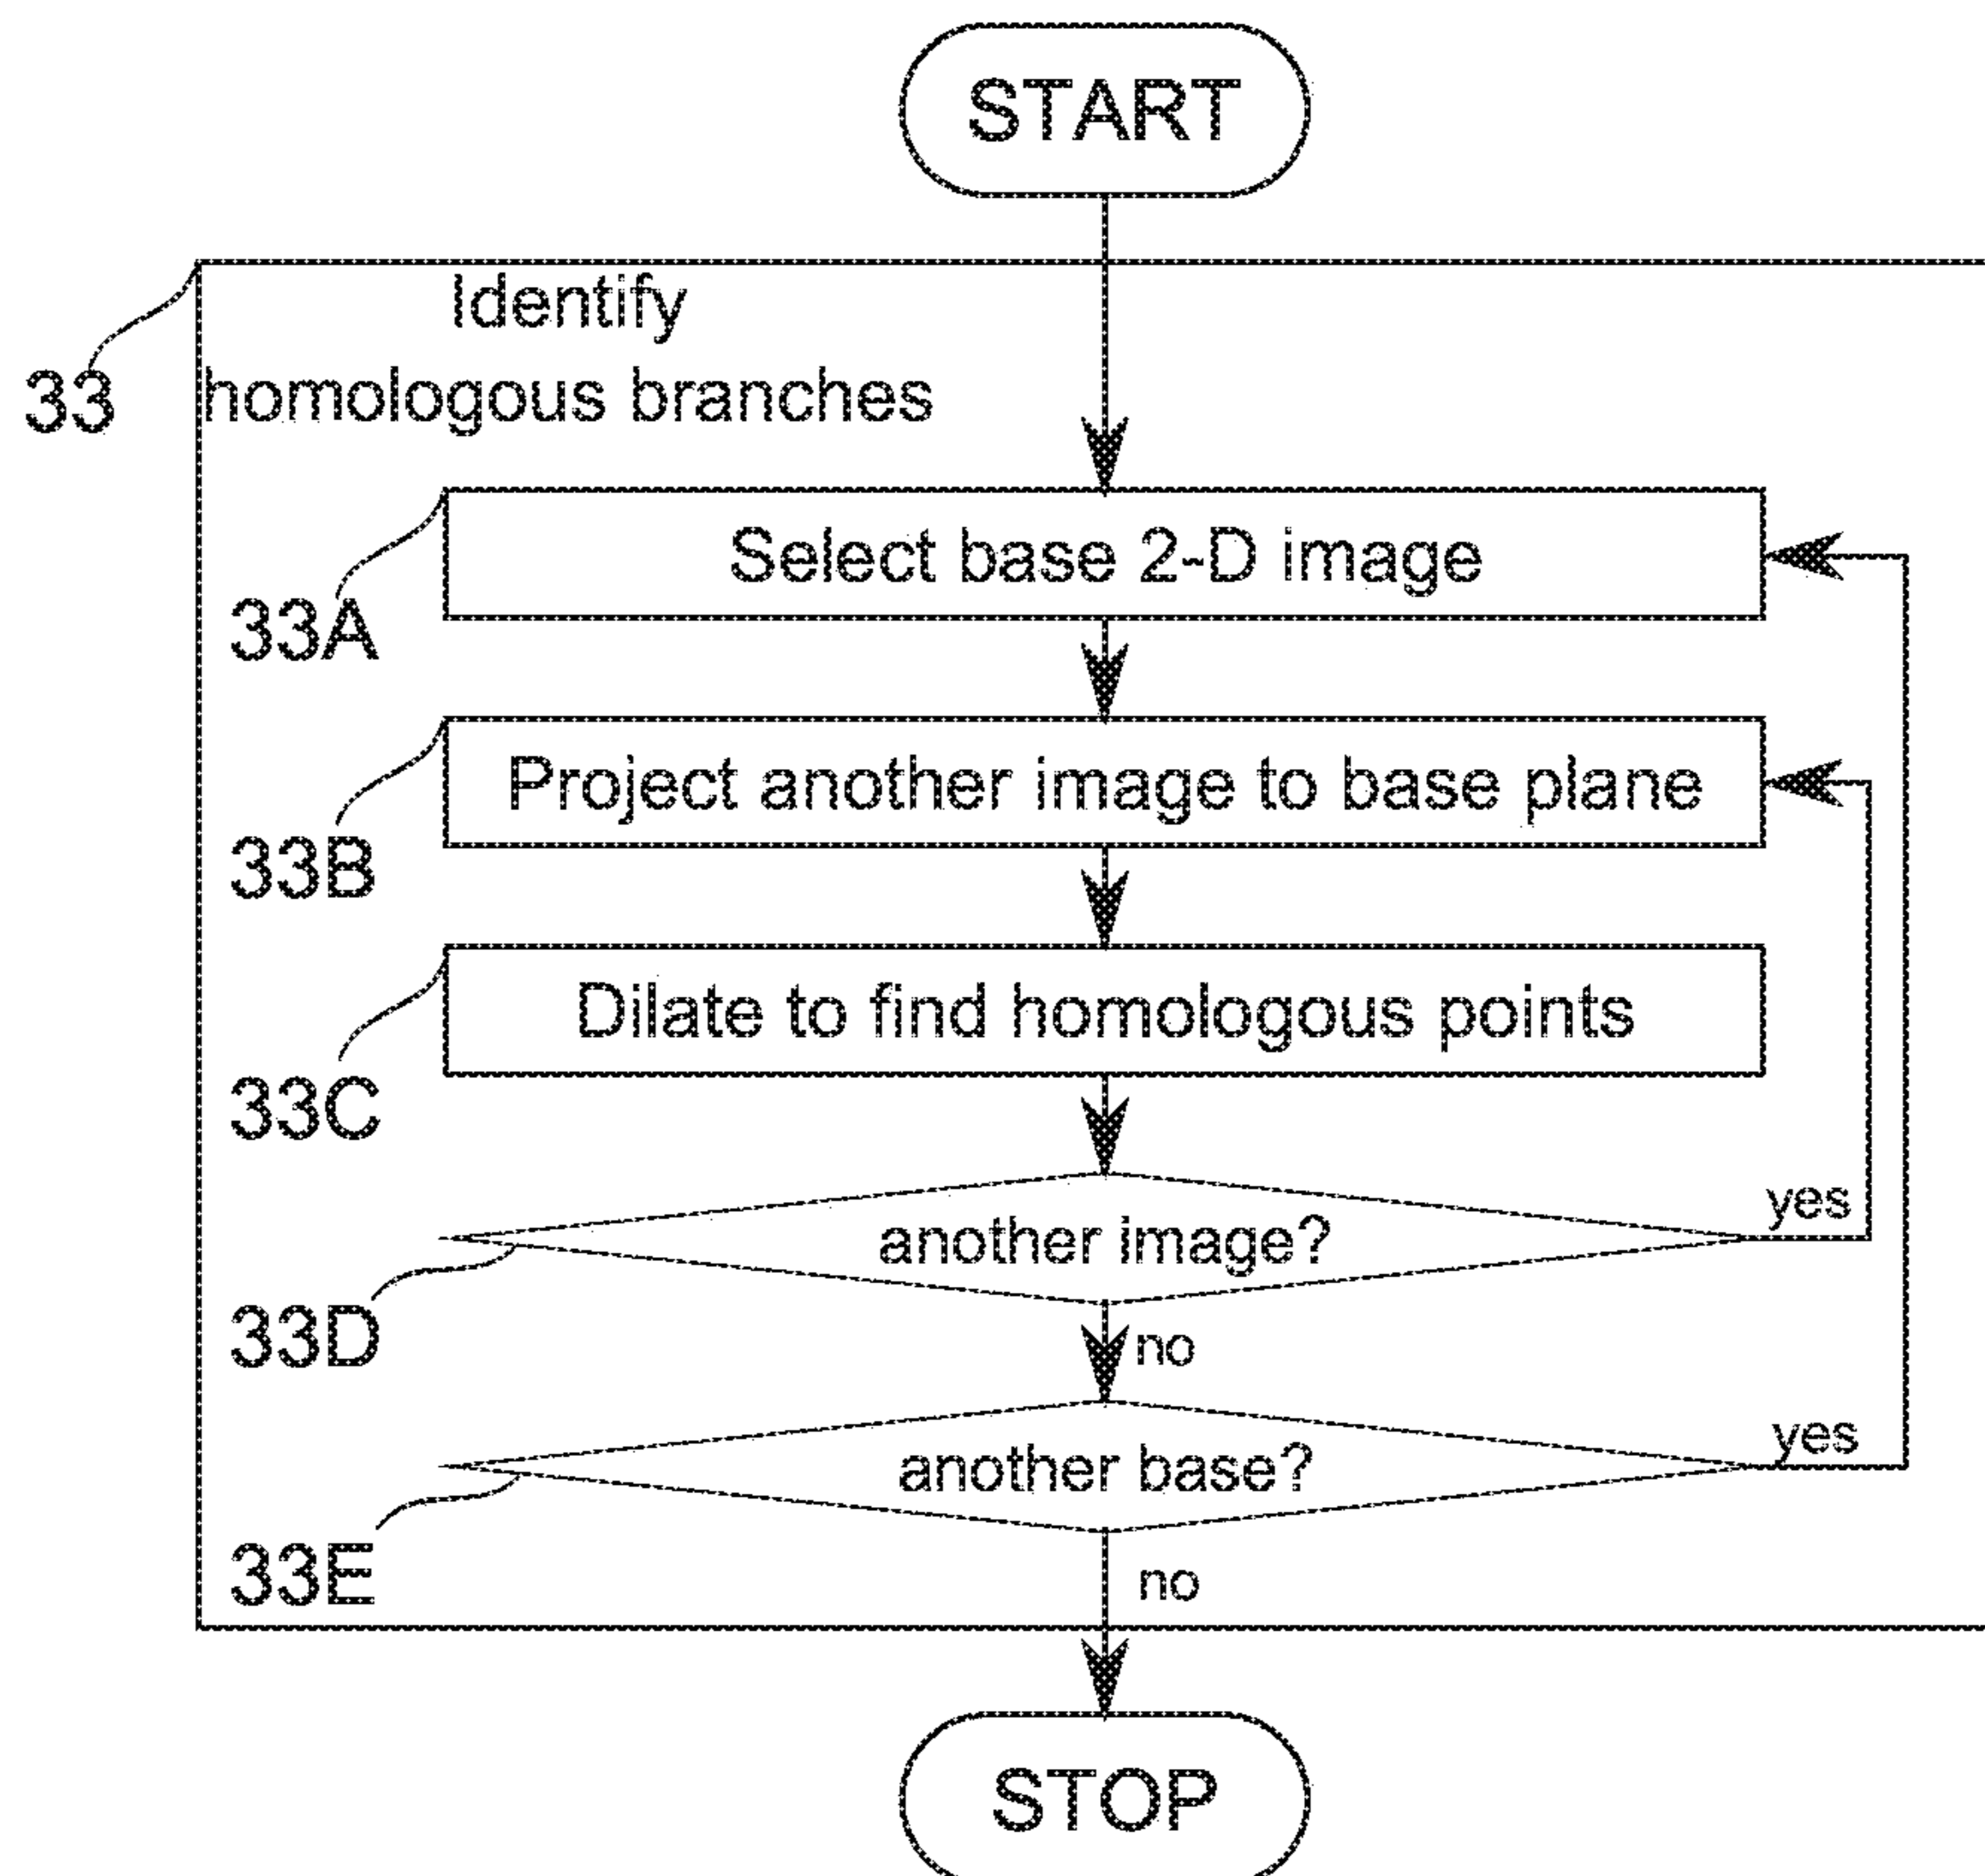 START
Identify
33
homologous branches
Select base 2-D image
33A
Project another image to base plane
33B
Dilate to find homologous points
33C
another image?
yes
33D
no
another base?
yes
33E
no
STOP